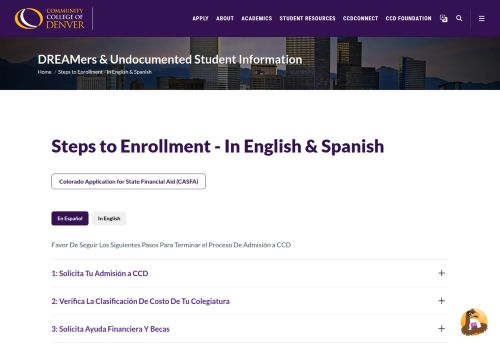 COMMUNITY
COLLEGE OF
DENVER
APPLY ABOUT ACADEMICS STUDENT RESOURCES CCDCONNECT CCD FOUNDATION
DREAMers & Undocumented Student Information
Home / Steps to Enrollment - In English & Spanish
Steps to Enrollment - In English & Spanish
Colorado Application for State Financial Aid (CASFA)
En Español In English
Favor De Seguir Los Siguientes Pasos Para Terminar el Proceso De Admisión a CCD
1: Solicita Tu Admisión a CCD
2: Verifica La Clasificación De Costo De Tu Colegiatura
3: Solicita Ayuda Financiera Y Becas